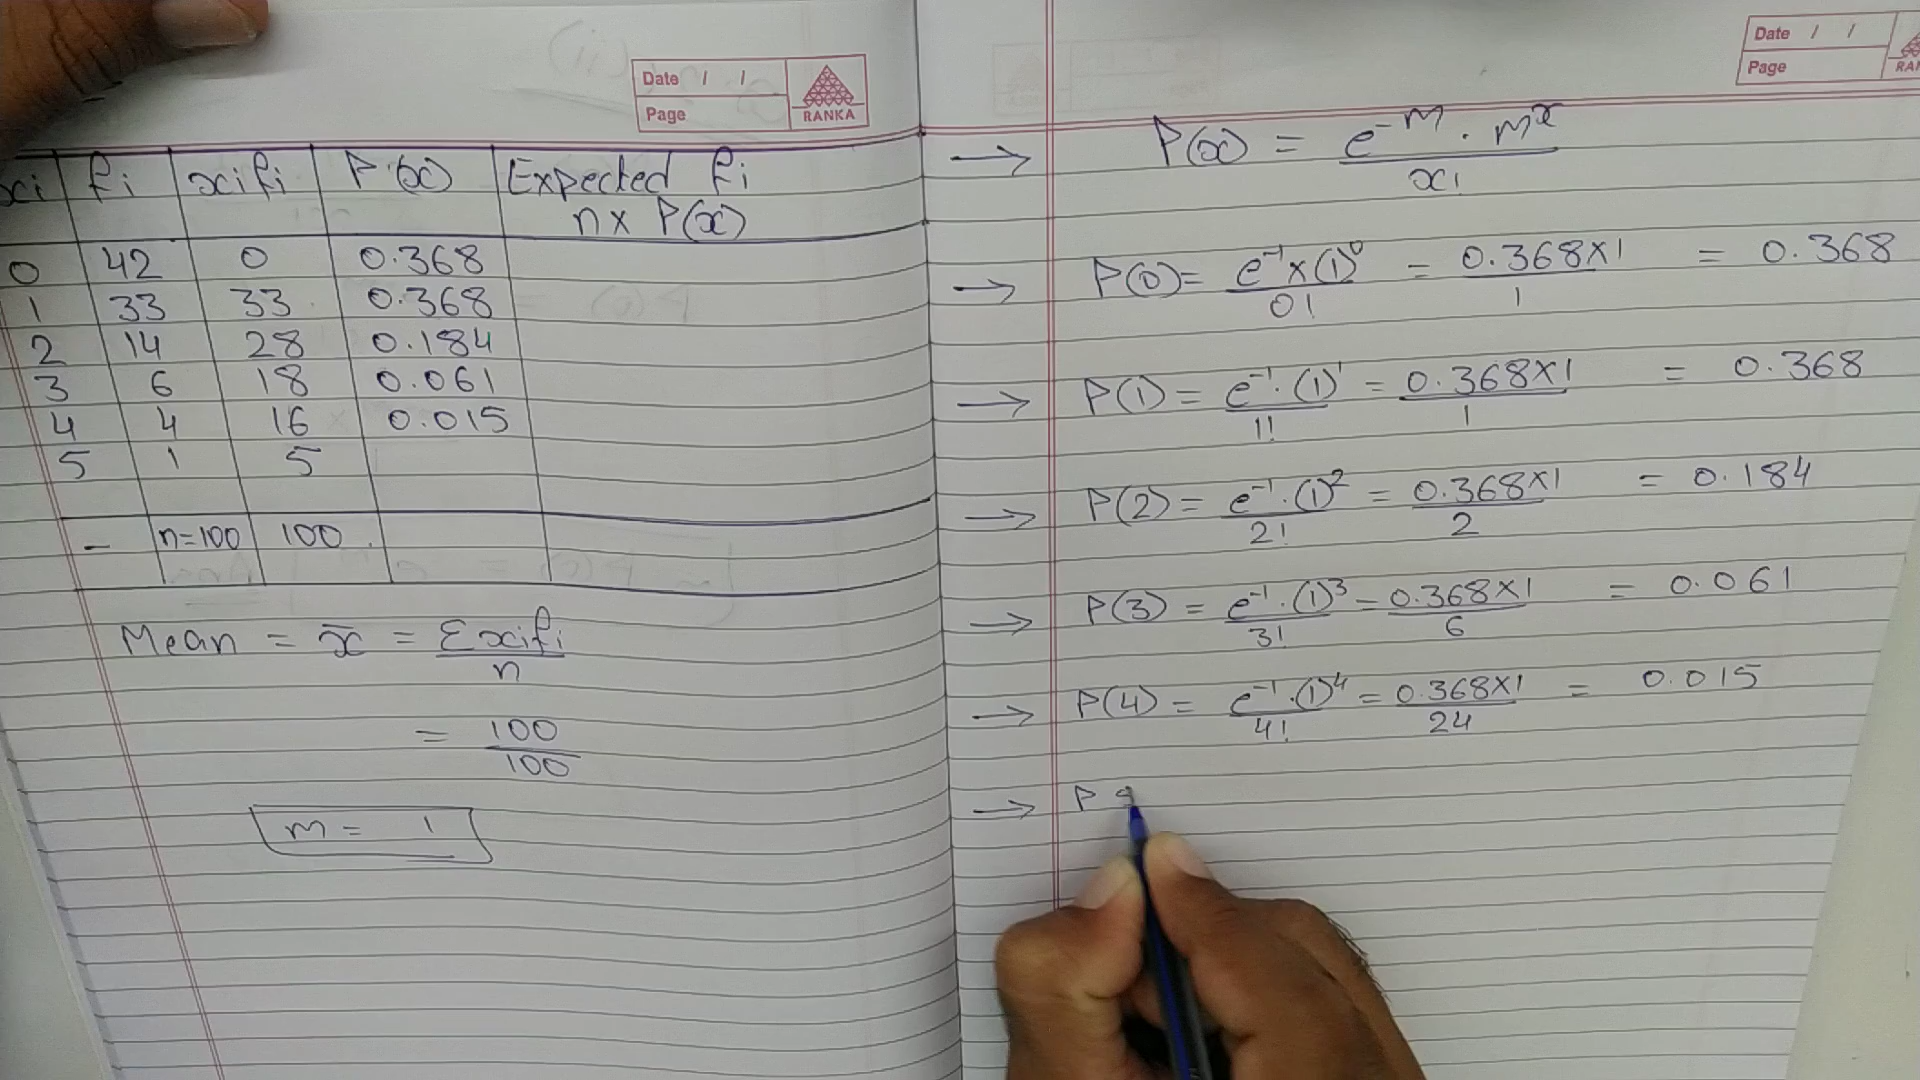 Date / /
Page
RANKA
xi fi xifi P(x) Expected fi
n x P(x)
0 42 0 0.368
1 33 33 0.368
2 14 28 0.184
3 6 18 0.061
4 4 16 0.015
5 1 5
- n=100 100
Mean = x̄ = Σxifi / n
= 100 / 100
m = 1
Date / /
Page
→ P(x) = e^-m . m^x / x!
→ P(0) = e^-1 x (1)^0 / 0! = 0.368x1 / 1 = 0.368
→ P(1) = e^-1 . (1)^1 / 1! = 0.368x1 / 1 = 0.368
→ P(2) = e^-1 . (1)^2 / 2! = 0.368x1 / 2 = 0.184
→ P(3) = e^-1 . (1)^3 / 3! = 0.368x1 / 6 = 0.061
→ P(4) = e^-1 . (1)^4 / 4! = 0.368x1 / 24 = 0.015
→ P